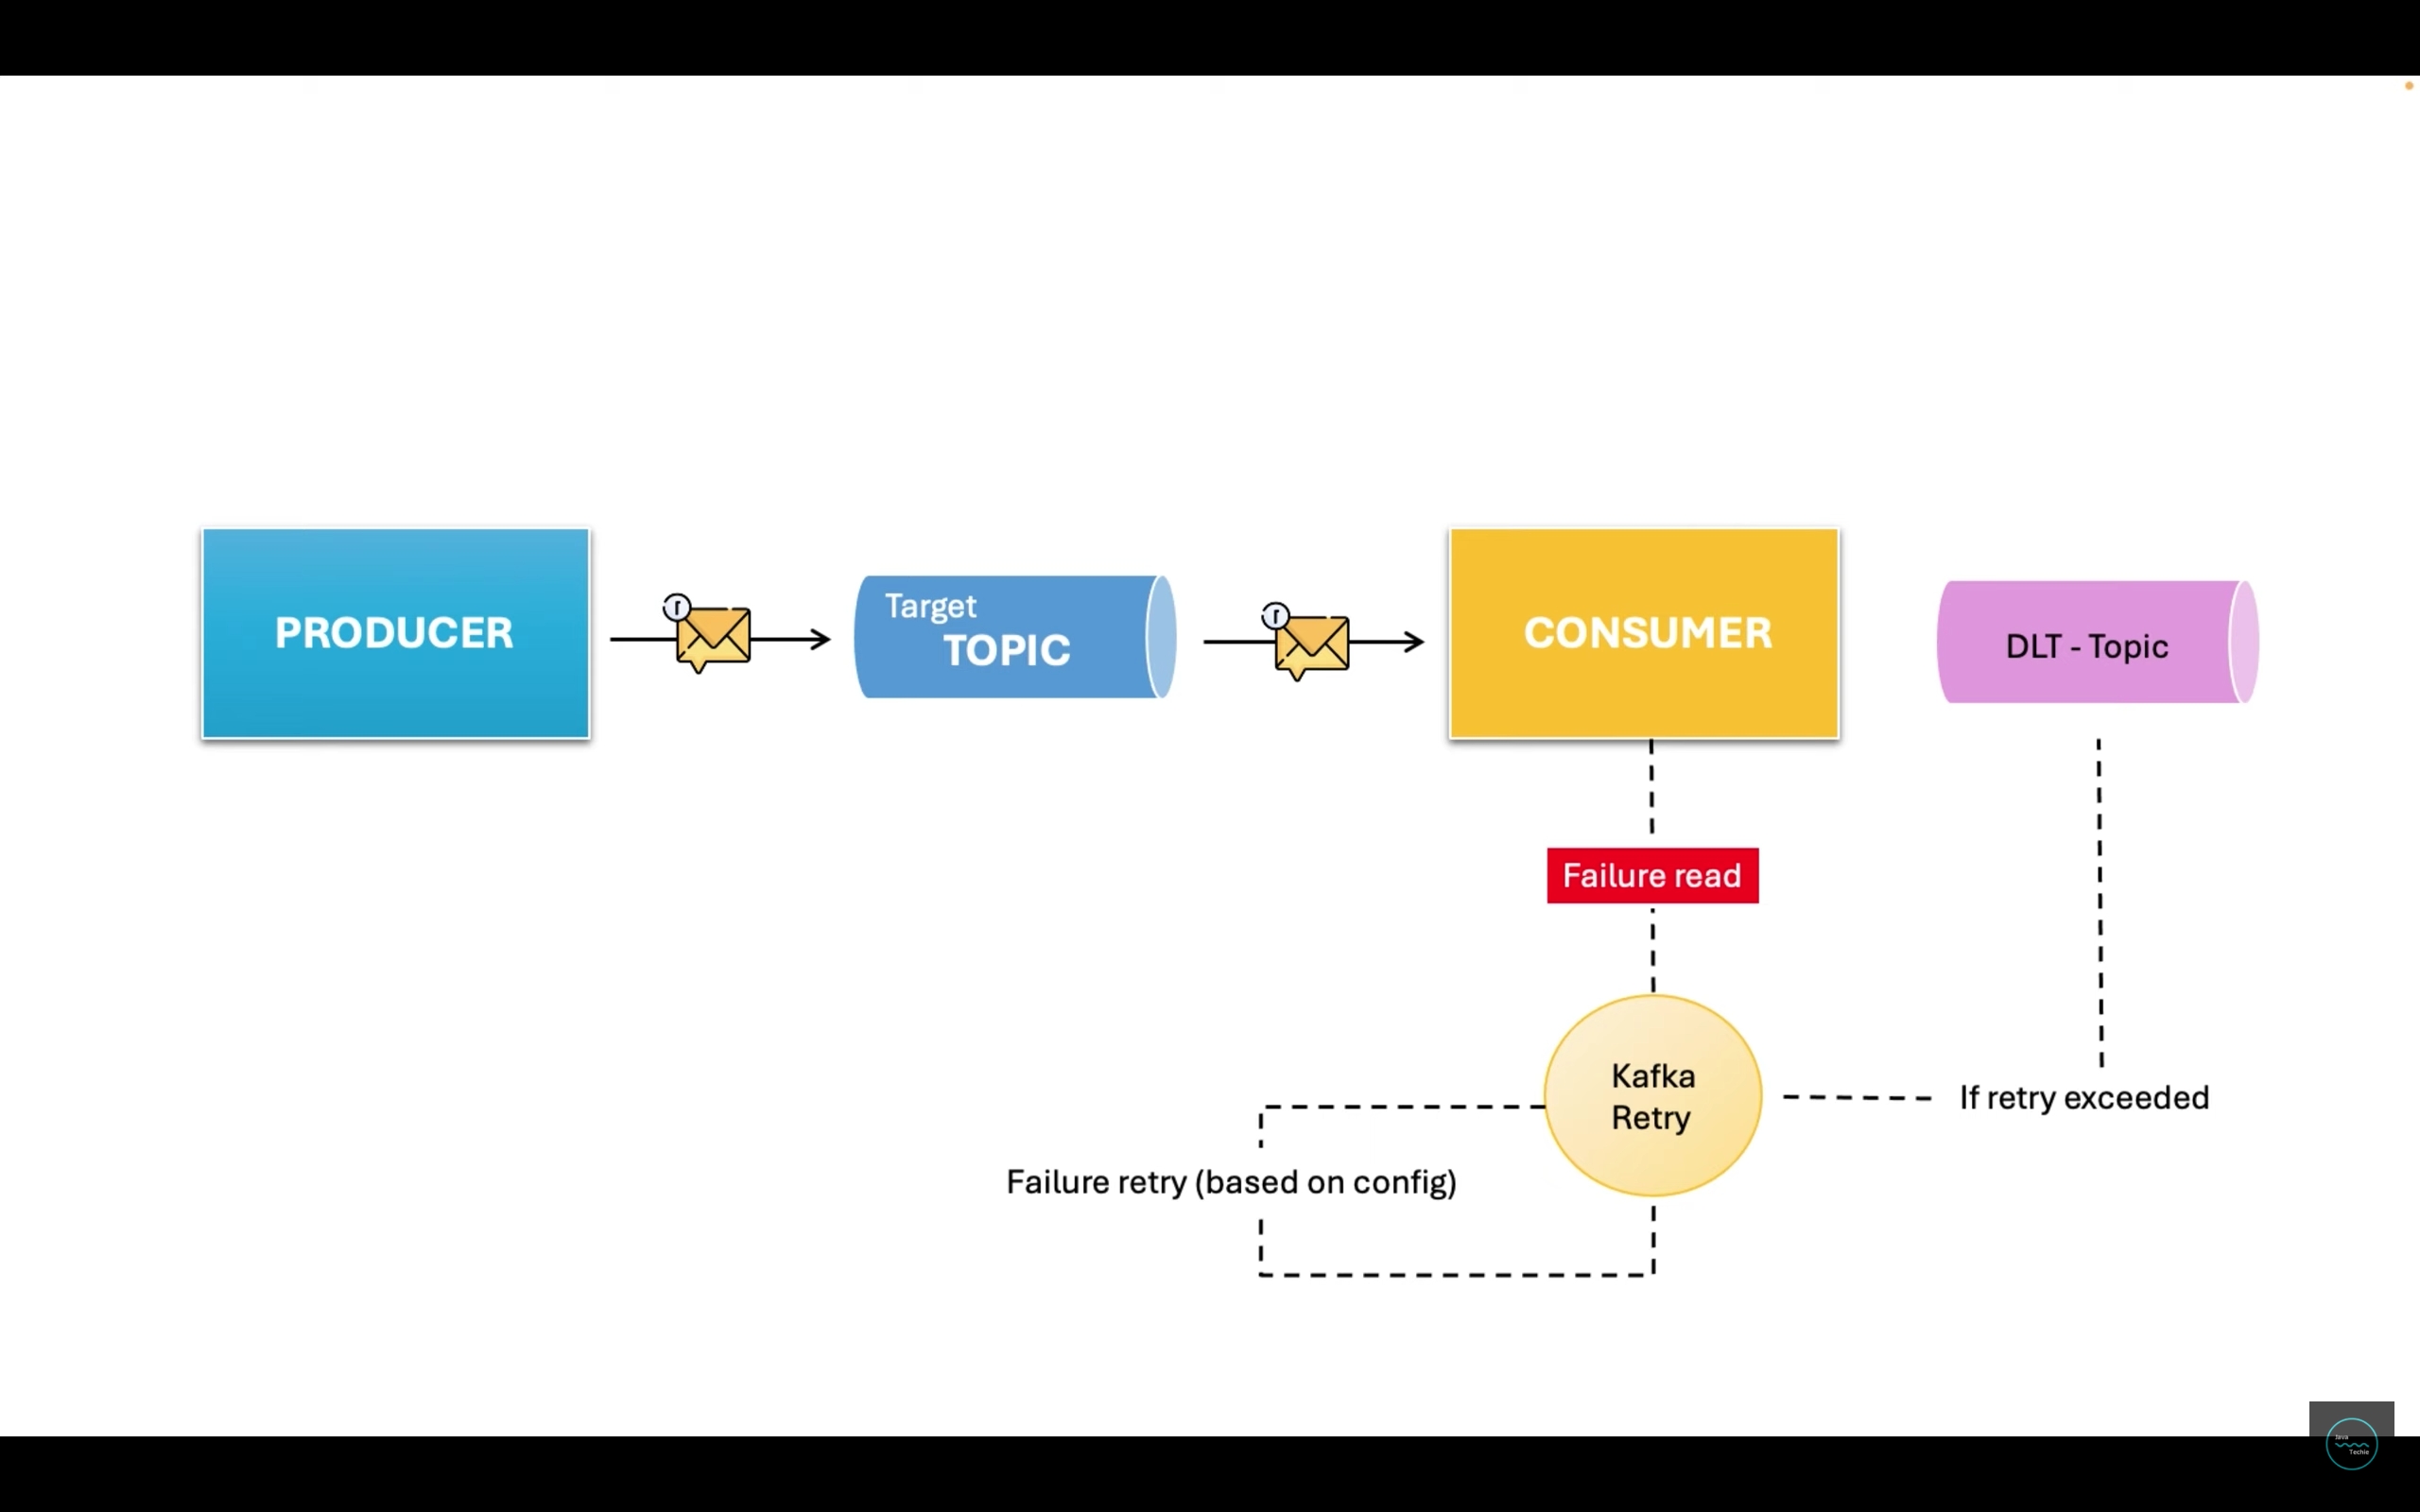 PRODUCER
Target
TOPIC
CONSUMER
DLT - Topic
Failure read
Kafka
Retry
If retry exceeded
Failure retry (based on config)
Java
Techie